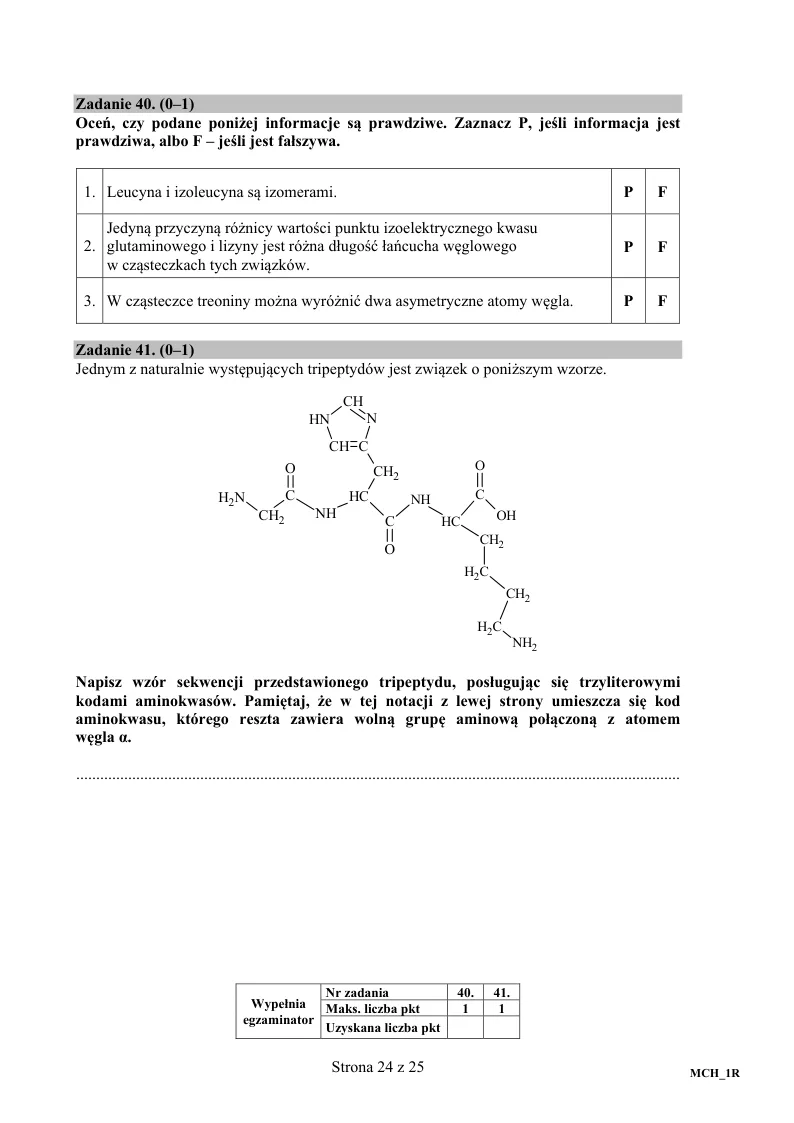 Zadanie 40. (0–1)
Oceń, czy podane poniżej informacje są prawdziwe. Zaznacz P, jeśli informacja jest
prawdziwa, albo F – jeśli jest fałszywa.
1. Leucyna i izoleucyna są izomerami. P F
Jedyną przyczyną różnicy wartości punktu izoelektrycznego kwasu
2. glutaminowego i lizyny jest różna długość łańcucha węglowego P F
w cząsteczkach tych związków.
3. W cząsteczce treoniny można wyróżnić dwa asymetryczne atomy węgla. P F
Zadanie 41. (0–1)
Jednym z naturalnie występujących tripeptydów jest związek o poniższym wzorze.
CH
HN N
CH C
O CH2 O
H2N C HC NH C
CH2 NH C HC OH
O CH2
H2C
CH2
H2C
NH2
Napisz wzór sekwencji przedstawionego tripeptydu, posługując się trzyliterowymi
kodami aminokwasów. Pamiętaj, że w tej notacji z lewej strony umieszcza się kod
aminokwasu, którego reszta zawiera wolną grupę aminową połączoną z atomem
węgla α.
Wypełnia egzaminator
Nr zadania 40. 41.
Maks. liczba pkt 1 1
Uzyskana liczba pkt
Strona 24 z 25
MCH_1R